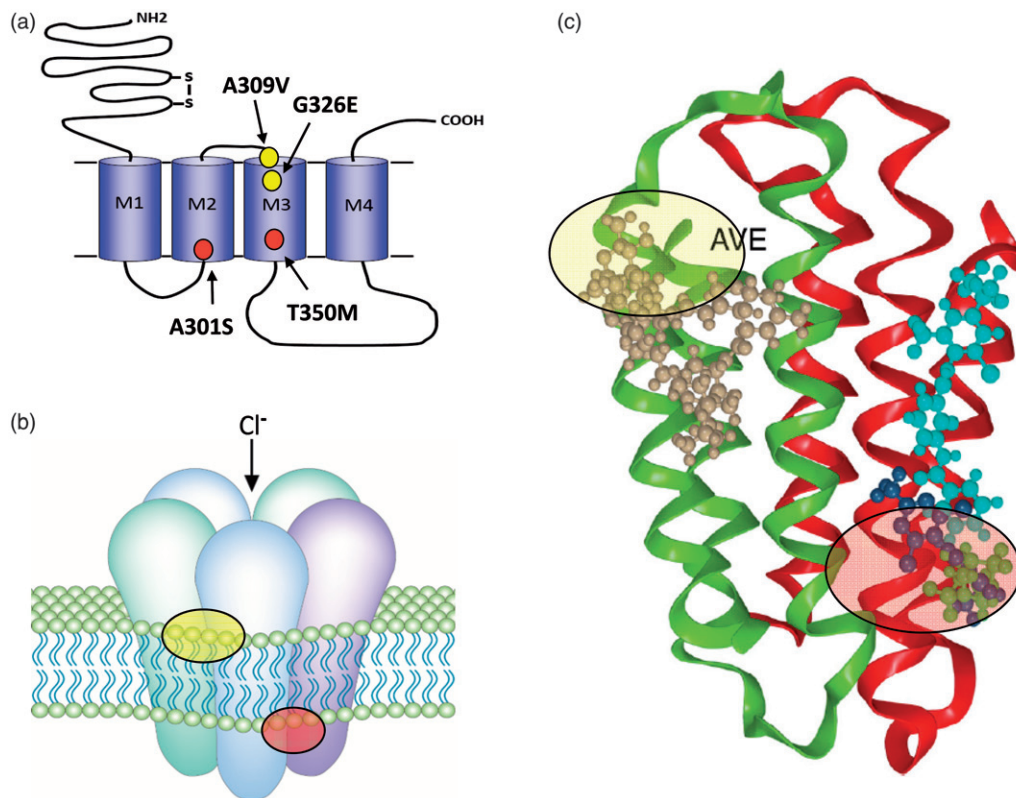 (a)
NH2
S
S
A309V
G326E
COOH
M1
M2
M3
M4
A301S
T350M
(b)
Cl-
(c)
AVE